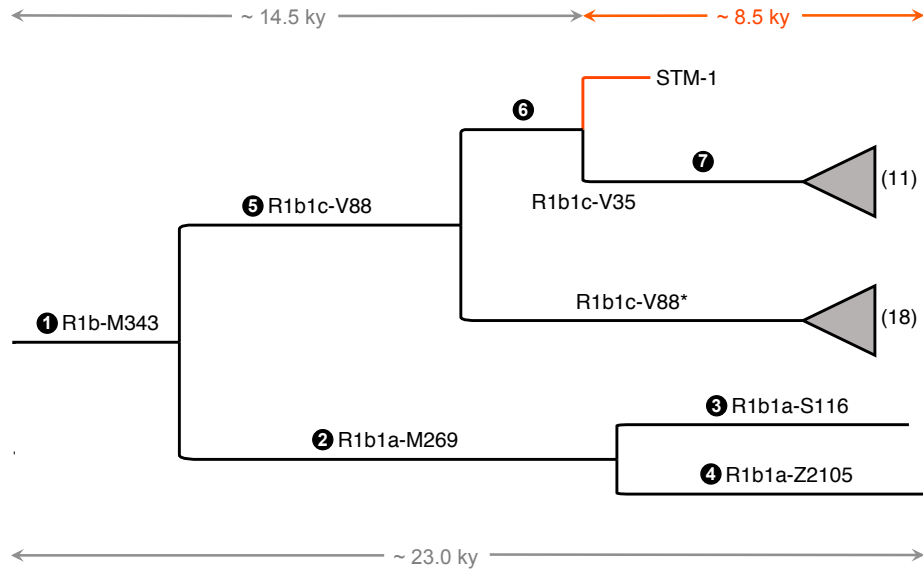 ~ 14.5 ky
~ 8.5 ky
STM-1
6
7
(11)
R1b1c-V35
5 R1b1c-V88
R1b1c-V88*
(18)
1 R1b-M343
3 R1b1a-S116
2 R1b1a-M269
4 R1b1a-Z2105
~ 23.0 ky